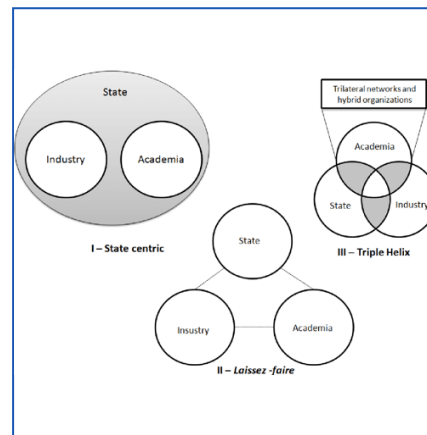 State
Industry
Academia
I – State centric
Trilateral networks and
hybrid organizations
Academia
State
Industry
III – Triple Helix
State
Insustry
Academia
II – Laissez -faire